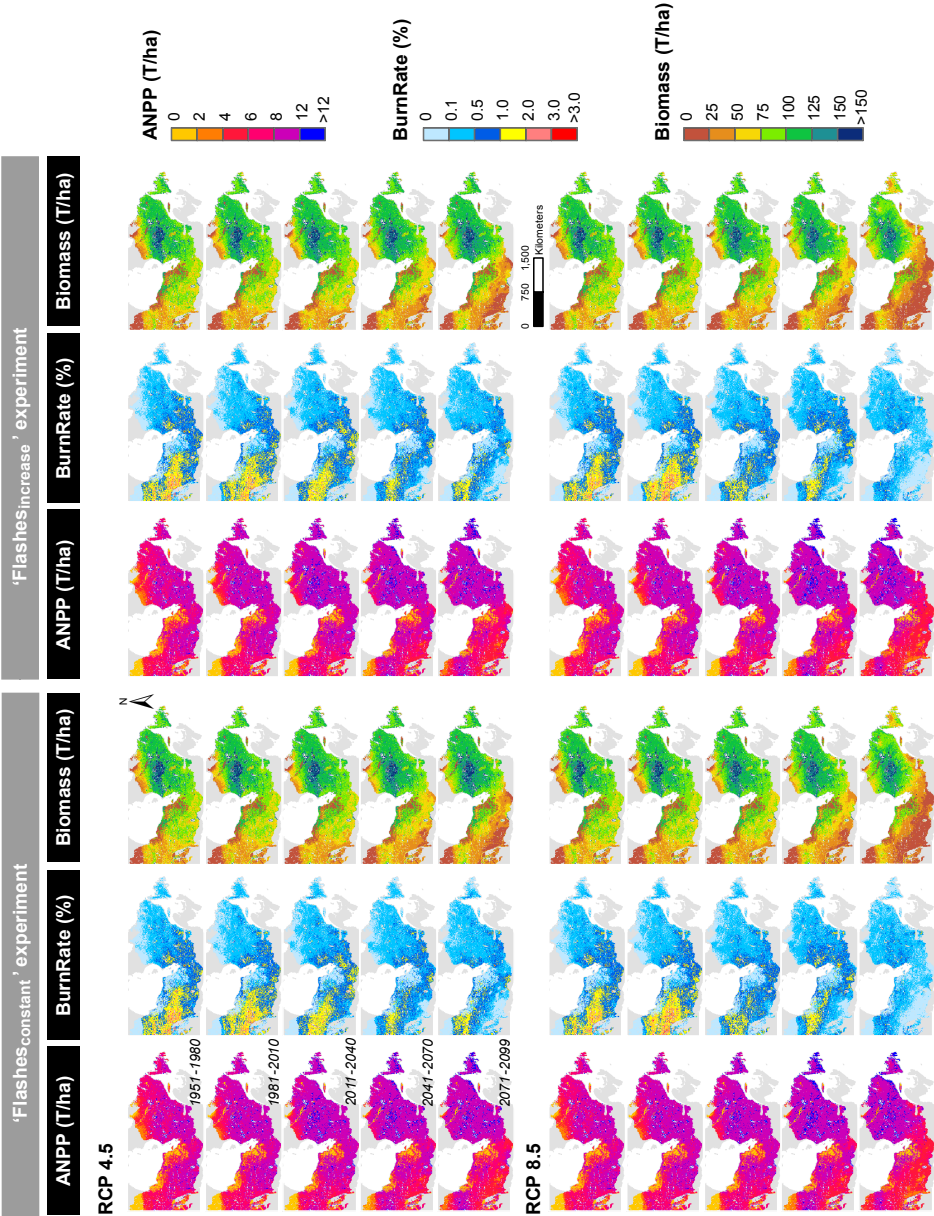 'Flashesconstant' experiment
'Flashesincrease' experiment
ANPP (T/ha)
BurnRate (%)
Biomass (T/ha)
ANPP (T/ha)
BurnRate (%)
Biomass (T/ha)
RCP 4.5
N
1951-1980
1981-2010
2011-2040
2041-2070
2071-2099
0 750 1,500
Kilometers
RCP 8.5
ANPP (T/ha)
0
2
4
6
8
12
>12
BurnRate (%)
0
0.1
0.5
1.0
2.0
3.0
>3.0
Biomass (T/ha)
0
25
50
75
100
125
150
>150